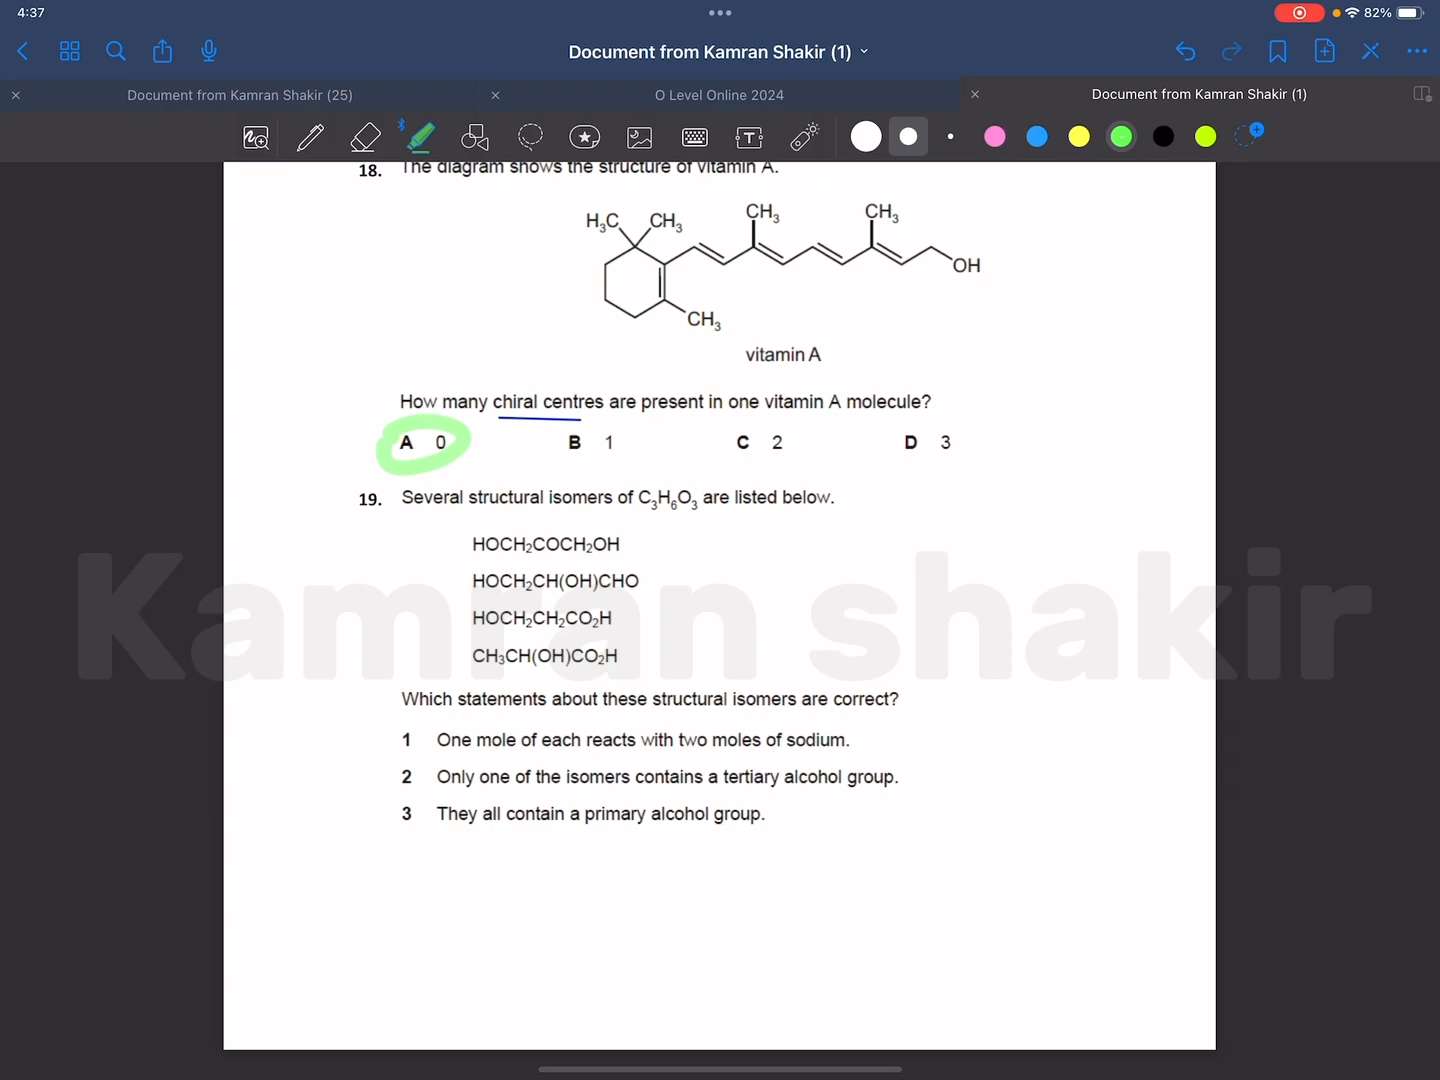 4:37
82%
Document from Kamran Shakir (1)
Document from Kamran Shakir (25)
O Level Online 2024
Document from Kamran Shakir (1)
18. The diagram shows the structure of vitamin A.
H₃C CH₃ CH₃ CH₃
OH
CH₃
vitamin A
How many chiral centres are present in one vitamin A molecule?
A 0 B 1 C 2 D 3
19. Several structural isomers of C₃H₆O₃ are listed below.
HOCH₂COCH₂OH
HOCH₂CH(OH)CHO
HOCH₂CH₂CO₂H
CH₃CH(OH)CO₂H
Kamran shakir
Which statements about these structural isomers are correct?
1 One mole of each reacts with two moles of sodium.
2 Only one of the isomers contains a tertiary alcohol group.
3 They all contain a primary alcohol group.